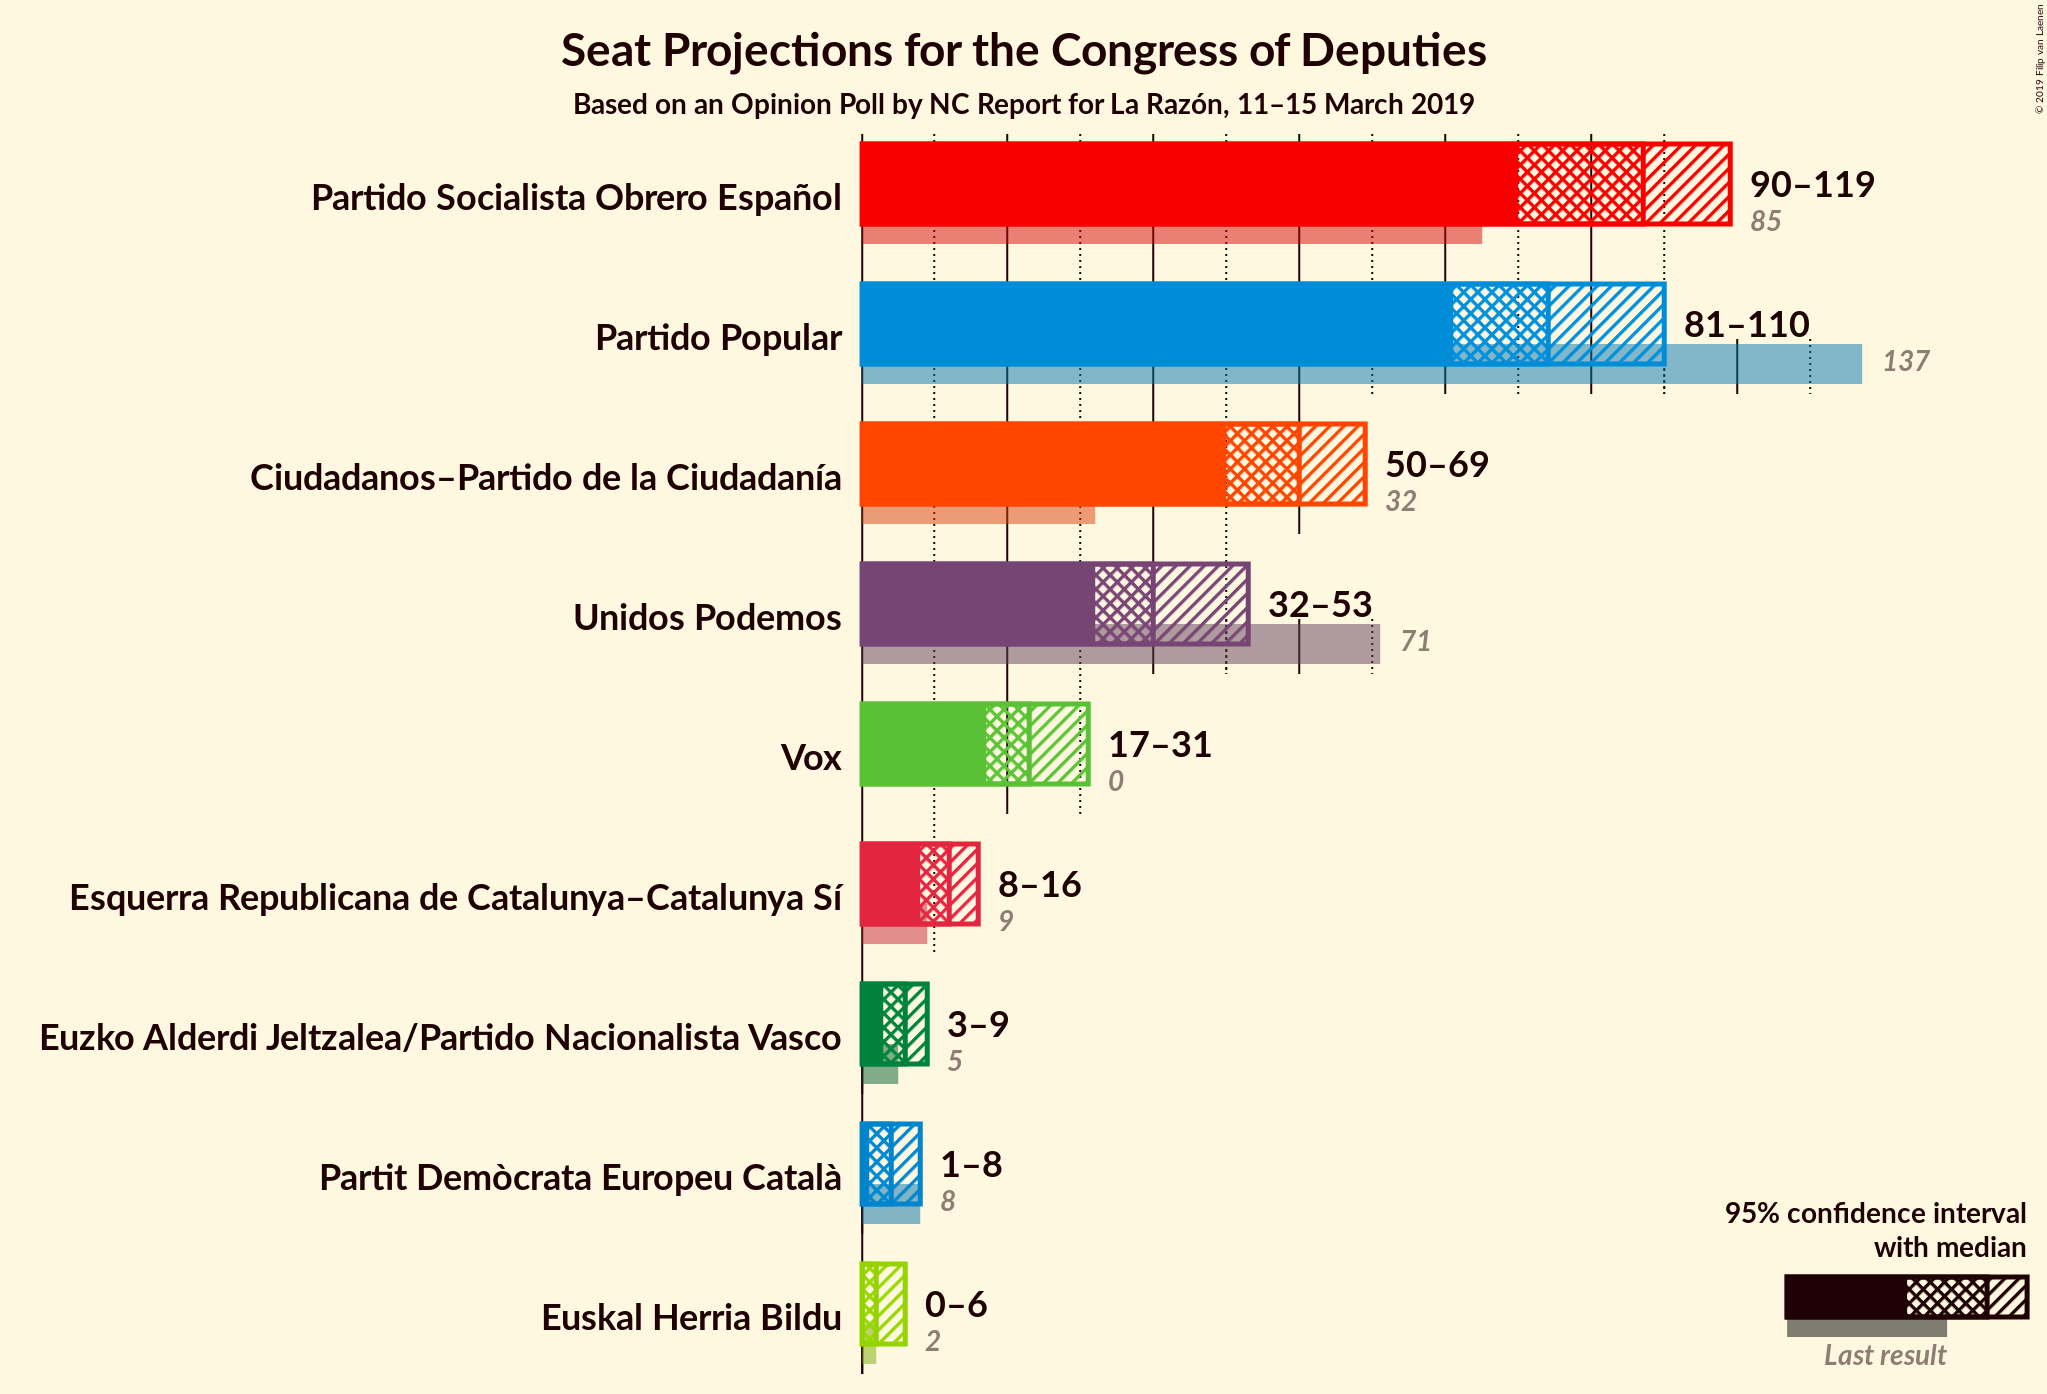 Seat Projections for the Congress of Deputies
Based on an Opinion Poll by NC Report for La Razón, 11–15 March 2019
© 2019 Filip van Laenen
Partido Socialista Obrero Español
90–119
85
Partido Popular
81–110
137
Ciudadanos–Partido de la Ciudadanía
50–69
32
Unidos Podemos
32–53
71
Vox
17–31
0
Esquerra Republicana de Catalunya–Catalunya Sí
8–16
9
Euzko Alderdi Jeltzalea/Partido Nacionalista Vasco
3–9
5
Partit Demòcrata Europeu Català
1–8
8
Euskal Herria Bildu
0–6
2
95% confidence interval
with median
Last result